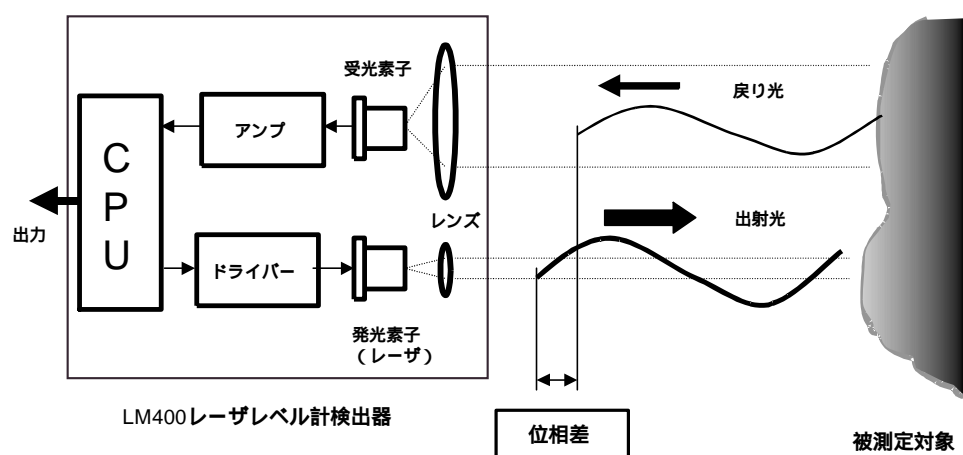 受光素子
戻り光
アンプ
CPU
レンズ
出射光
出力
ドライバー
発光素子
(レーザ)
LM400レーザレベル計検出器
位相差
被測定対象